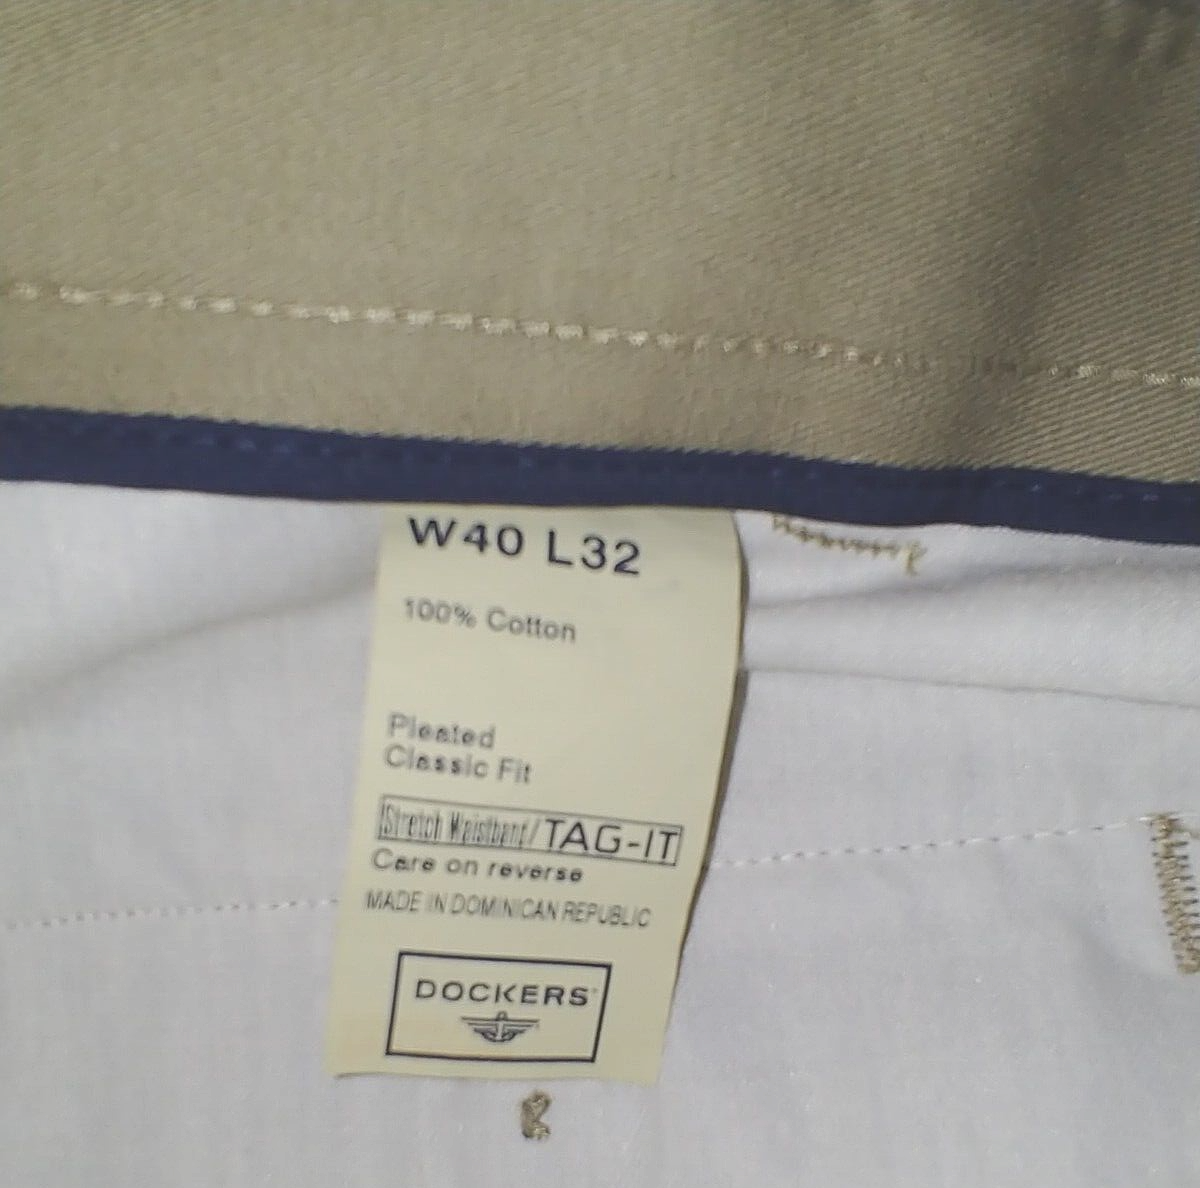 W40 L32
100% Cotton
Pleated
Classic Fit
Stretch Waistband/TAG-IT
Care on reverse
MADE IN DOMINICAN REPUBLIC
DOCKERS